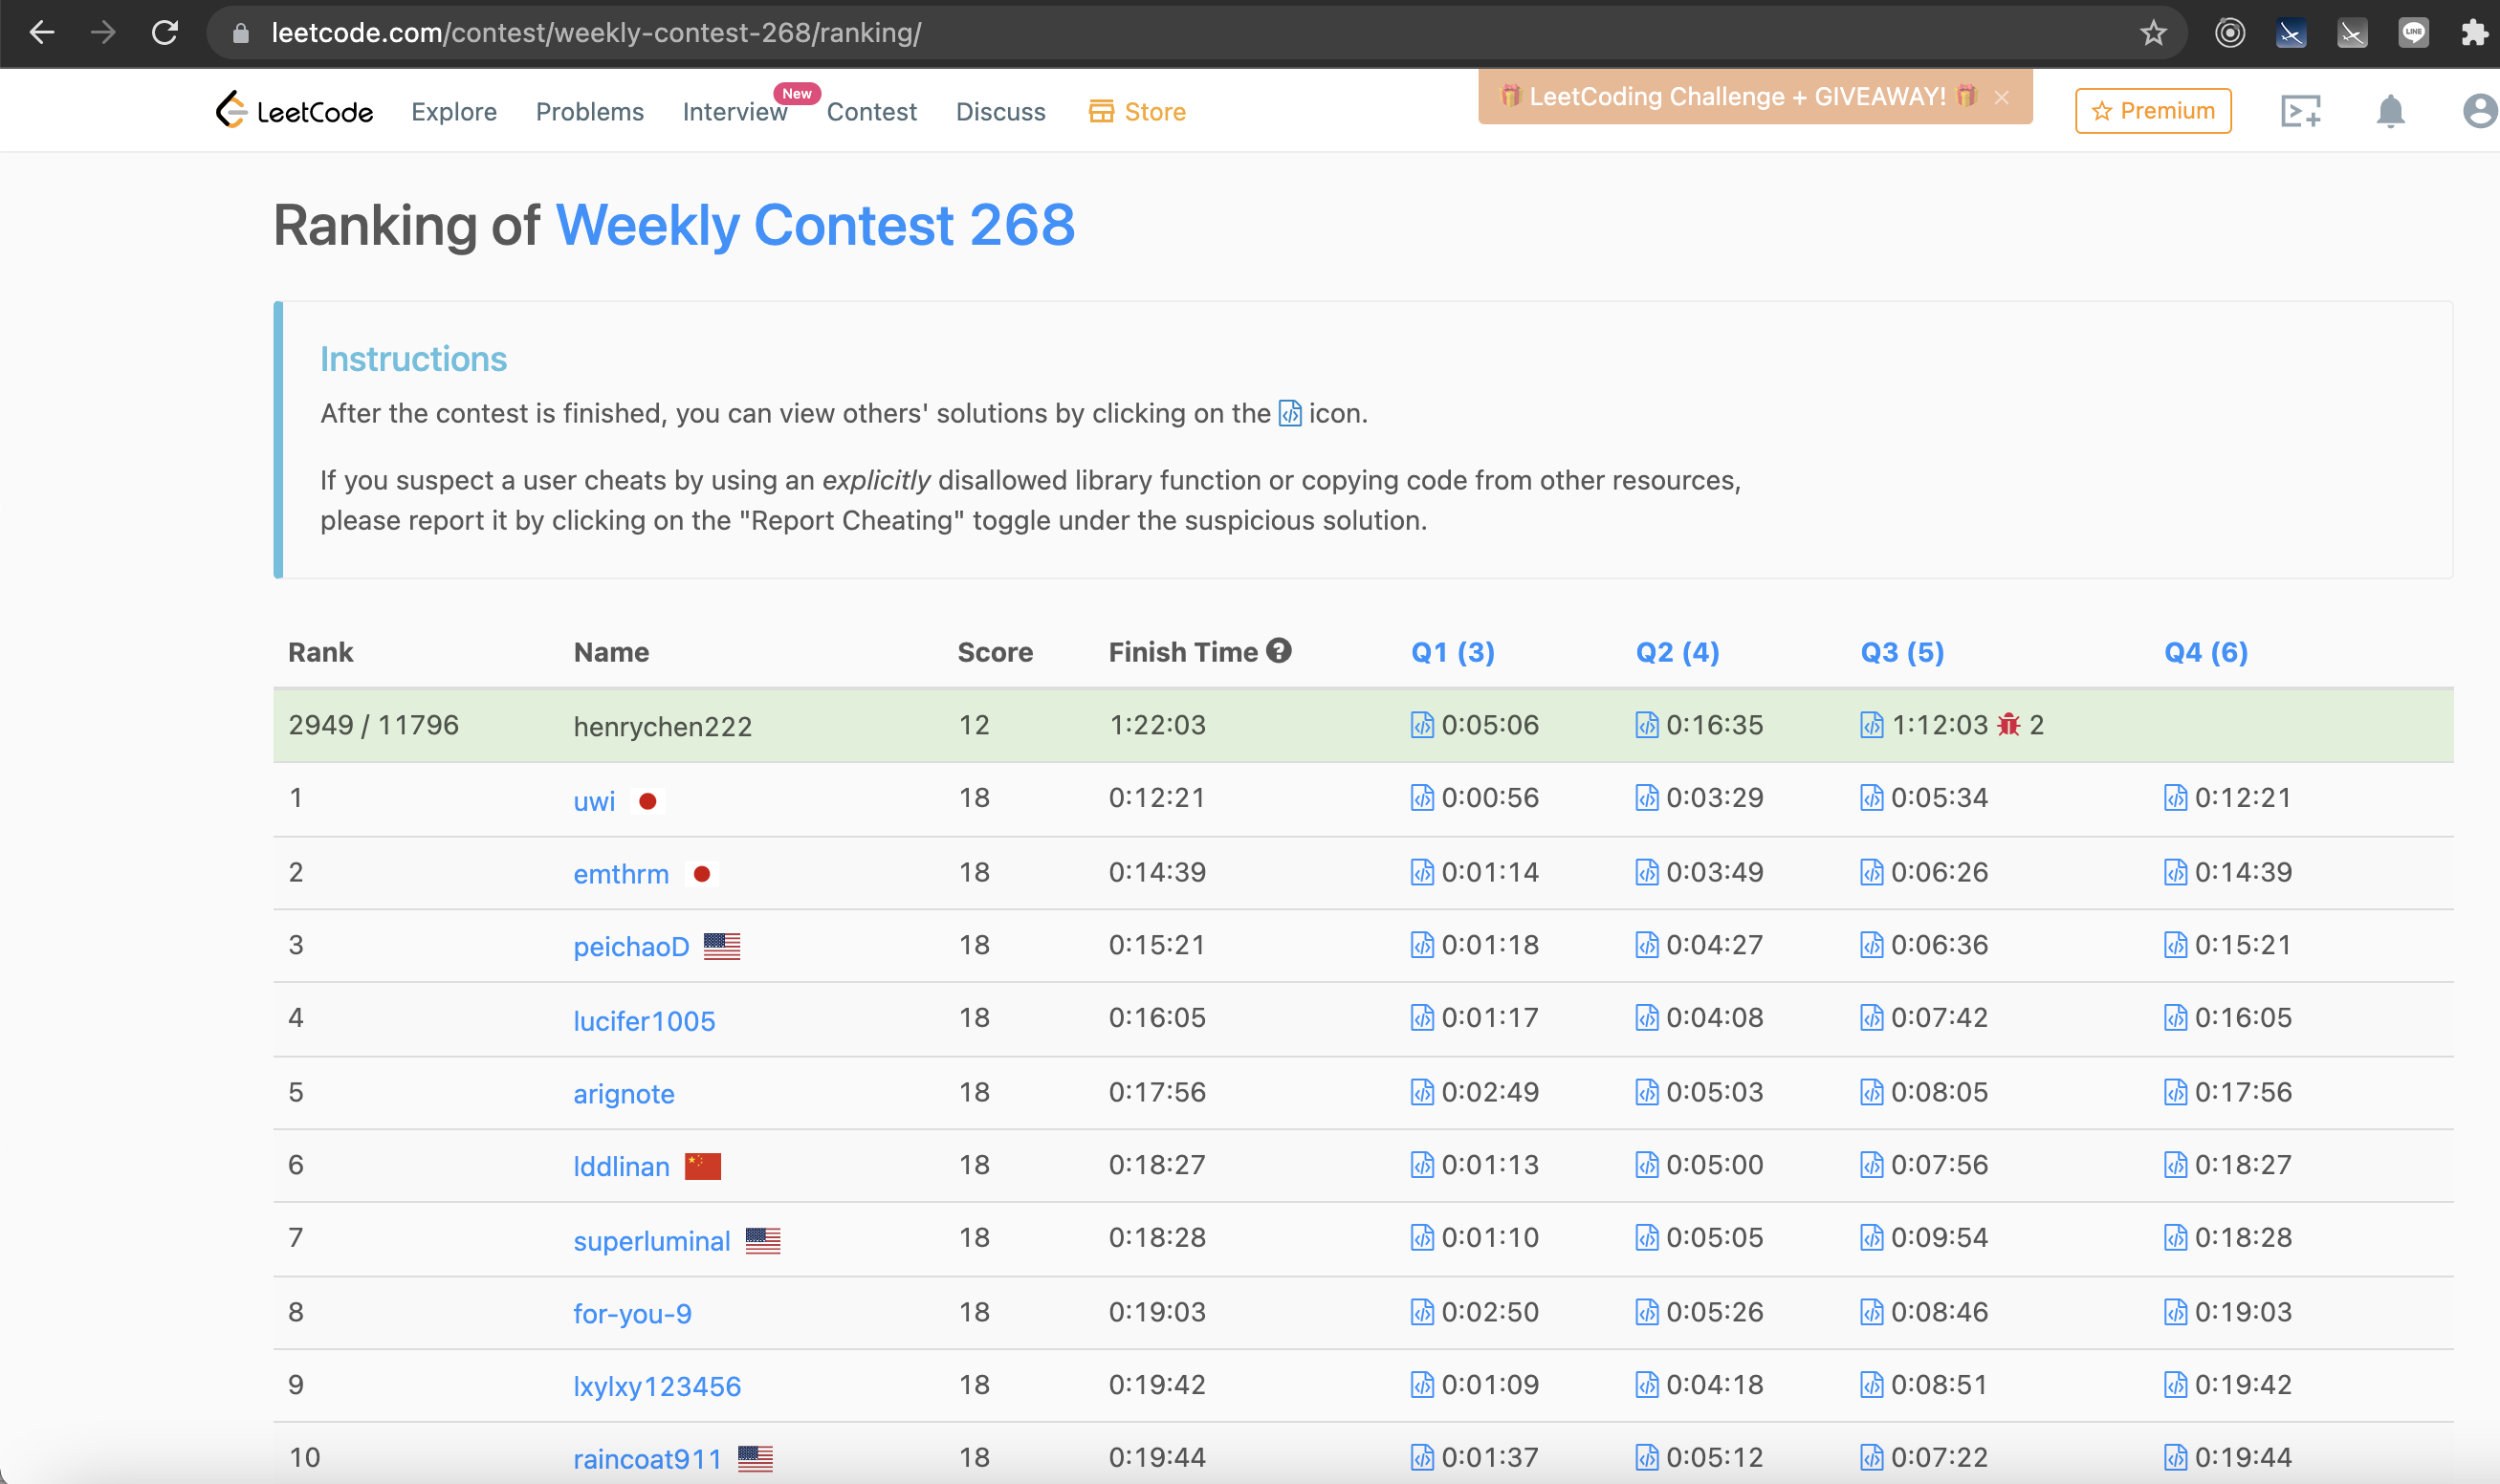 leetcode.com/contest/weekly-contest-268/ranking/
LINE
LeetCode Explore Problems Interview New Contest Discuss Store LeetCoding Challenge + GIVEAWAY! × Premium
Ranking of Weekly Contest 268
Instructions
After the contest is finished, you can view others' solutions by clicking on the icon.
If you suspect a user cheats by using an explicitly disallowed library function or copying code from other resources,
please report it by clicking on the "Report Cheating" toggle under the suspicious solution.
Rank Name Score Finish Time ? Q1 (3) Q2 (4) Q3 (5) Q4 (6)
2949 / 11796 henrychen222 12 1:22:03 0:05:06 0:16:35 1:12:03 2
1 uwi 18 0:12:21 0:00:56 0:03:29 0:05:34 0:12:21
2 emthrm 18 0:14:39 0:01:14 0:03:49 0:06:26 0:14:39
3 peichaoD 18 0:15:21 0:01:18 0:04:27 0:06:36 0:15:21
4 lucifer1005 18 0:16:05 0:01:17 0:04:08 0:07:42 0:16:05
5 arignote 18 0:17:56 0:02:49 0:05:03 0:08:05 0:17:56
6 lddlinan 18 0:18:27 0:01:13 0:05:00 0:07:56 0:18:27
7 superluminal 18 0:18:28 0:01:10 0:05:05 0:09:54 0:18:28
8 for-you-9 18 0:19:03 0:02:50 0:05:26 0:08:46 0:19:03
9 lxylxy123456 18 0:19:42 0:01:09 0:04:18 0:08:51 0:19:42
10 raincoat911 18 0:19:44 0:01:37 0:05:12 0:07:22 0:19:44